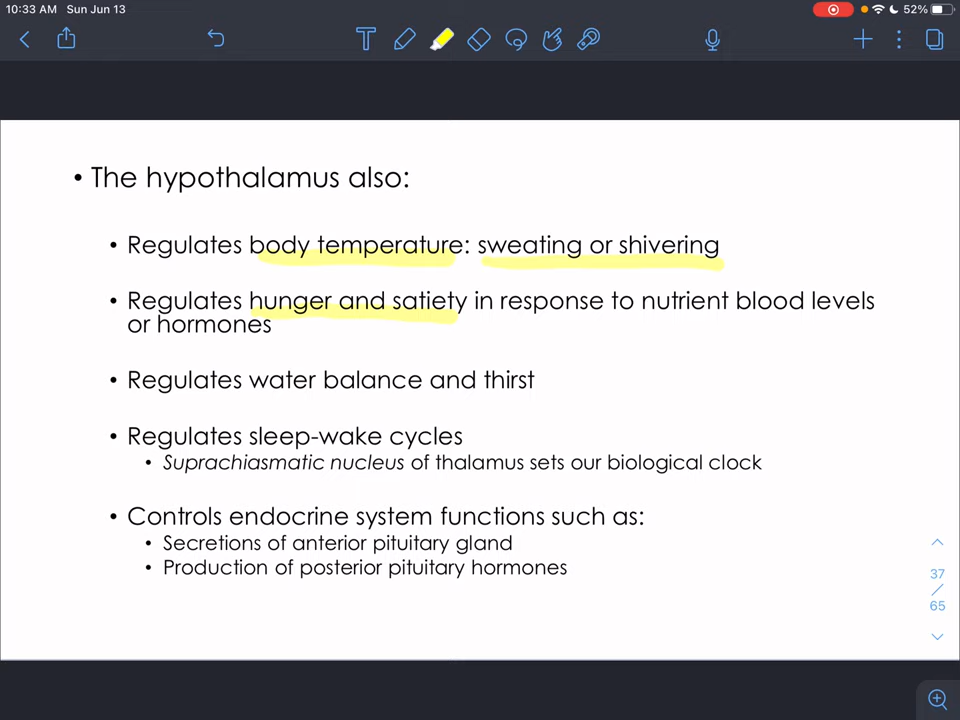 10:33 AM Sun Jun 13
52%
T
• The hypothalamus also:
• Regulates body temperature: sweating or shivering
• Regulates hunger and satiety in response to nutrient blood levels
or hormones
• Regulates water balance and thirst
• Regulates sleep-wake cycles
• Suprachiasmatic nucleus of thalamus sets our biological clock
• Controls endocrine system functions such as:
• Secretions of anterior pituitary gland
• Production of posterior pituitary hormones
37
/
65